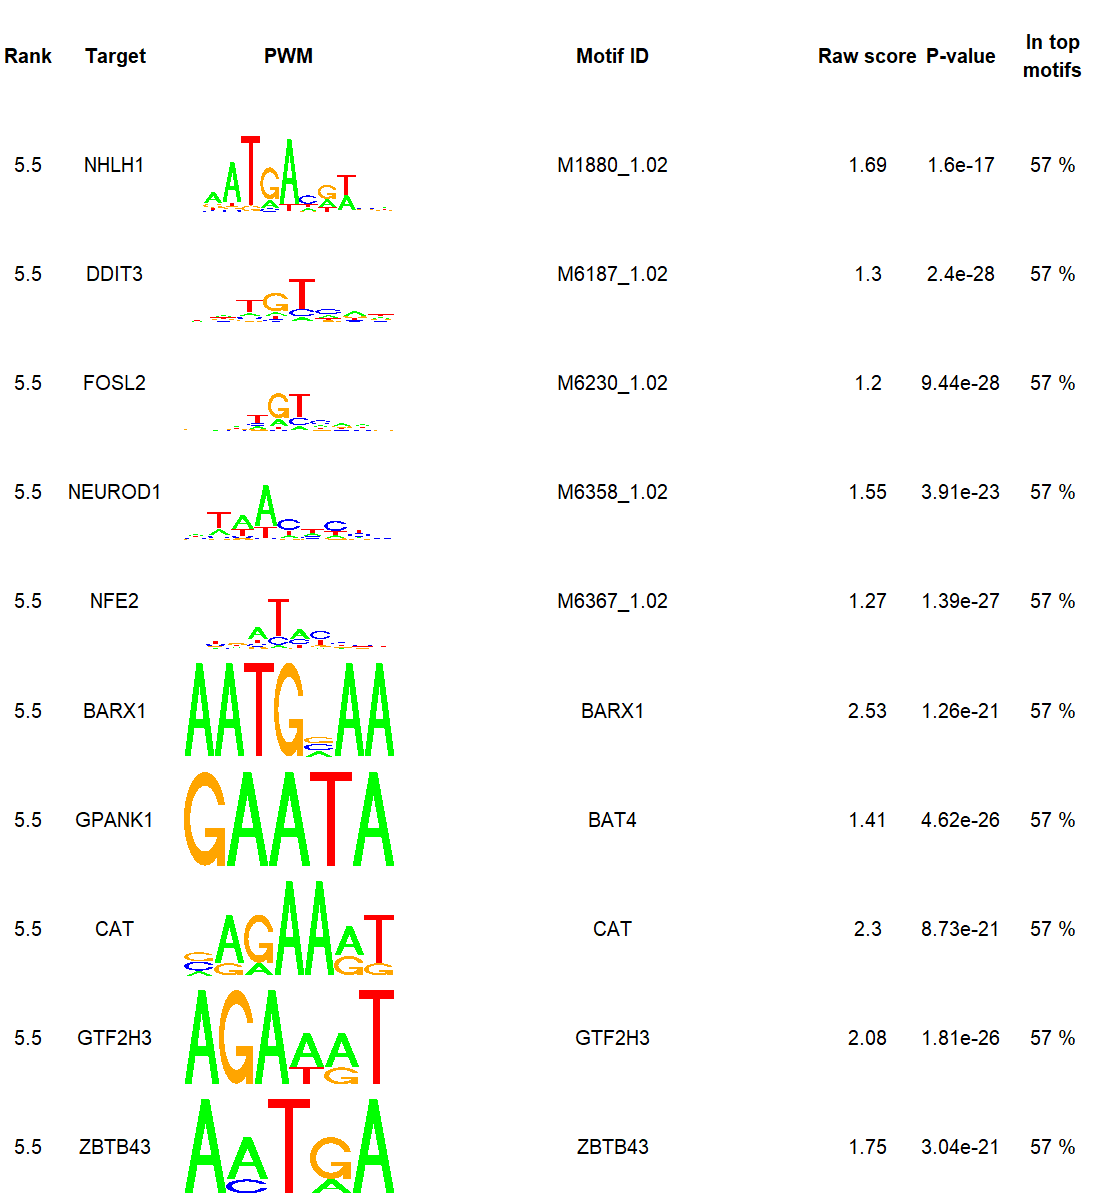 Rank Target PWM Motif ID Raw score P-value In top motifs
5.5 NHLH1 M1880_1.02 1.69 1.6e-17 57 %
5.5 DDIT3 M6187_1.02 1.3 2.4e-28 57 %
5.5 FOSL2 M6230_1.02 1.2 9.44e-28 57 %
5.5 NEUROD1 M6358_1.02 1.55 3.91e-23 57 %
5.5 NFE2 M6367_1.02 1.27 1.39e-27 57 %
5.5 BARX1 AATG AA BARX1 2.53 1.26e-21 57 %
5.5 GPANK1 GAATA BAT4 1.41 4.62e-26 57 %
5.5 CAT CAT 2.3 8.73e-21 57 %
5.5 GTF2H3 AGAAAT GTF2H3 2.08 1.81e-26 57 %
5.5 ZBTB43 AATGA ZBTB43 1.75 3.04e-21 57 %